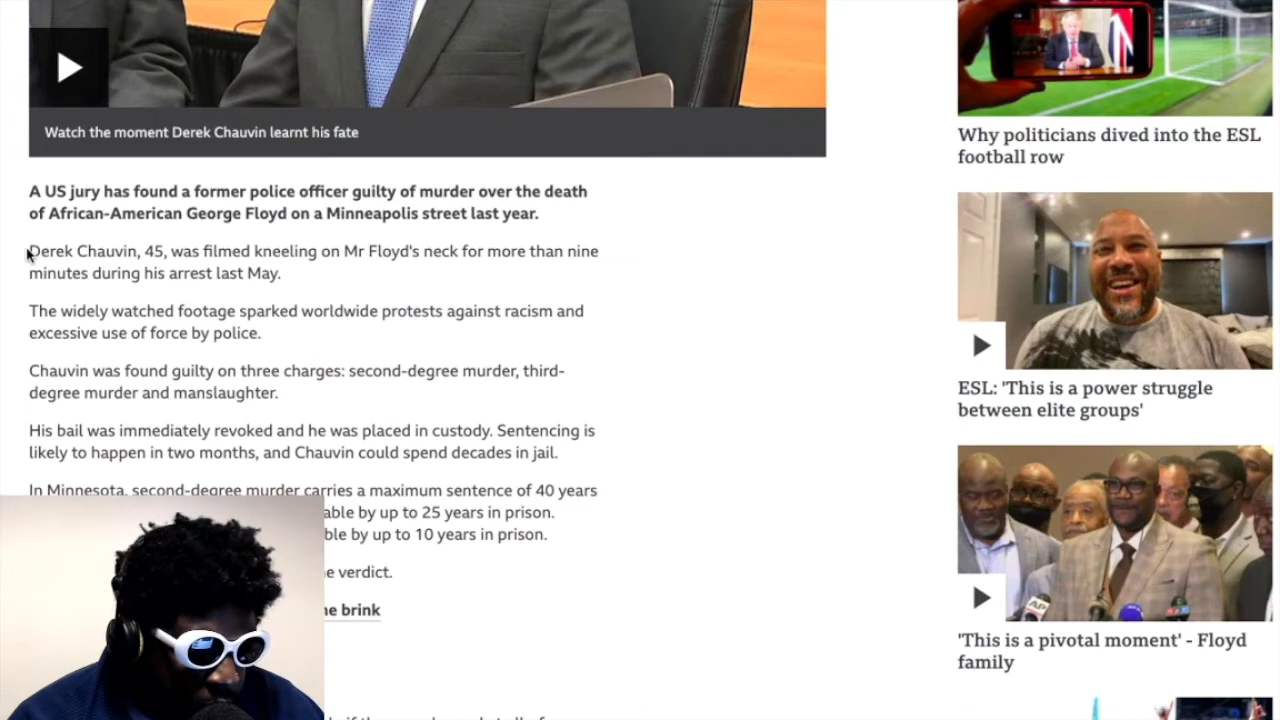 Watch the moment Derek Chauvin learnt his fate
A US jury has found a former police officer guilty of murder over the death
of African-American George Floyd on a Minneapolis street last year.
Derek Chauvin, 45, was filmed kneeling on Mr Floyd's neck for more than nine
minutes during his arrest last May.
The widely watched footage sparked worldwide protests against racism and
excessive use of force by police.
Chauvin was found guilty on three charges: second-degree murder, third-
degree murder and manslaughter.
His bail was immediately revoked and he was placed in custody. Sentencing is
likely to happen in two months, and Chauvin could spend decades in jail.
In Minnesota, second-degree murder carries a maximum sentence of 40 years
able by up to 25 years in prison.
ble by up to 10 years in prison.
e verdict.
ne brink
Why politicians dived into the ESL
football row
ESL: 'This is a power struggle
between elite groups'
AP
'This is a pivotal moment' - Floyd
family